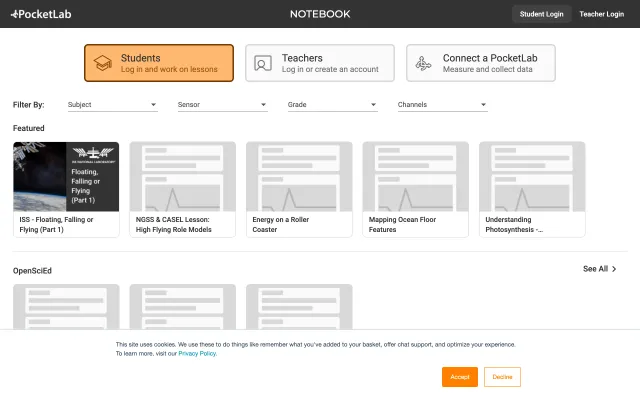 PocketLab
NOTEBOOK
Student Login
Teacher Login
Students
Log in and work on lessons
Teachers
Log in or create an account
Connect a PocketLab
Measure and collect data
Filter By:
Subject
Sensor
Grade
Channels
Featured
ISS NATIONAL LABORATORY
Floating,
Falling or
Flying
(Part 1)
ISS - Floating, Falling or
Flying (Part 1)
NGSS & CASEL Lesson:
High Flying Role Models
Energy on a Roller
Coaster
Mapping Ocean Floor
Features
Understanding
Photosynthesis -...
OpenSciEd
See All
This site uses cookies. We use these to do things like remember what you've added to your basket, offer chat support, and optimize your experience.
To learn more, visit our Privacy Policy.
Accept
Decline